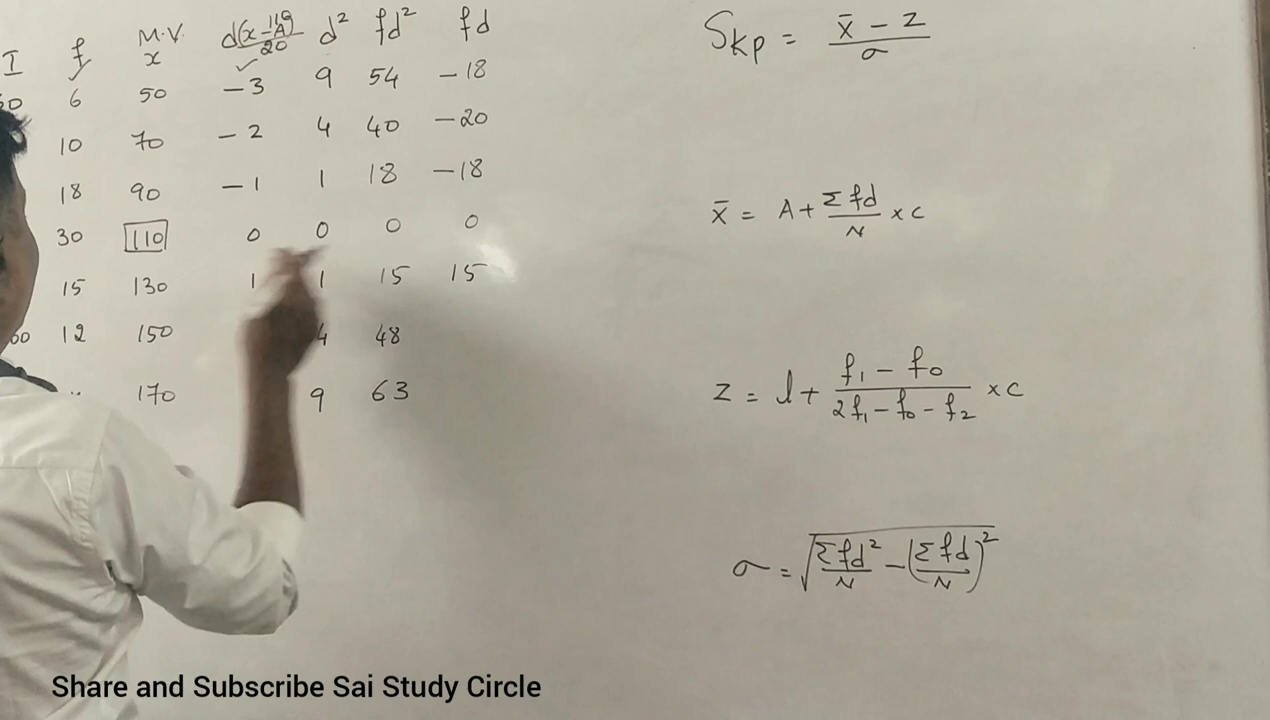 I f M.V. x d(x-A)/20 110 d² fd² fd
6 50 -3 9 54 -18
10 70 -2 4 40 -20
18 90 -1 1 18 -18
30 110 0 0 0 0
15 130 1 1 15 15
12 150 4 48
170 9 63
Skp = (x̄ - Z)/σ
x̄ = A + Σfd/N × C
Z = l + (f₁ - f₀)/(2f₁ - f₀ - f₂) × C
σ = √(Σfd²/N - (Σfd/N)²)
Share and Subscribe Sai Study Circle